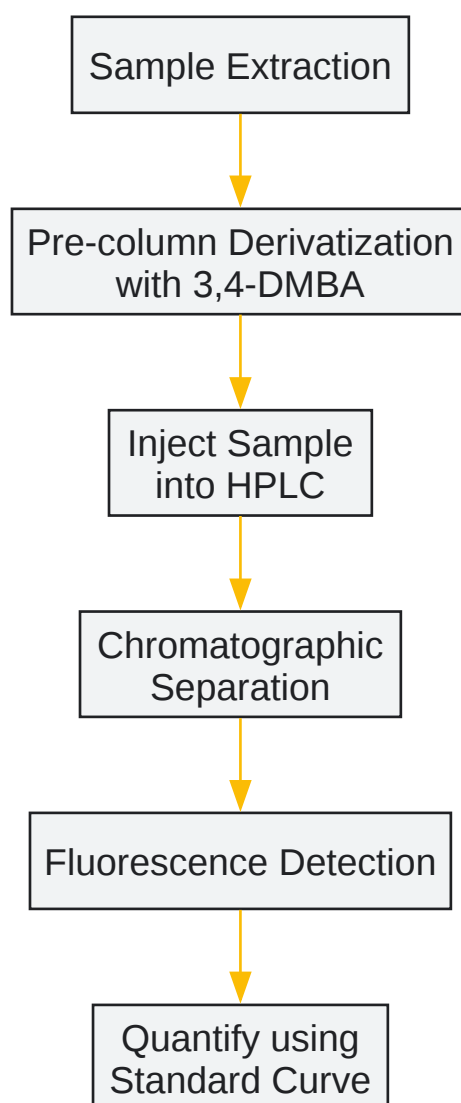 Sample Extraction
Pre-column Derivatization
with 3,4-DMBA
Inject Sample
into HPLC
Chromatographic
Separation
Fluorescence Detection
Quantify using
Standard Curve